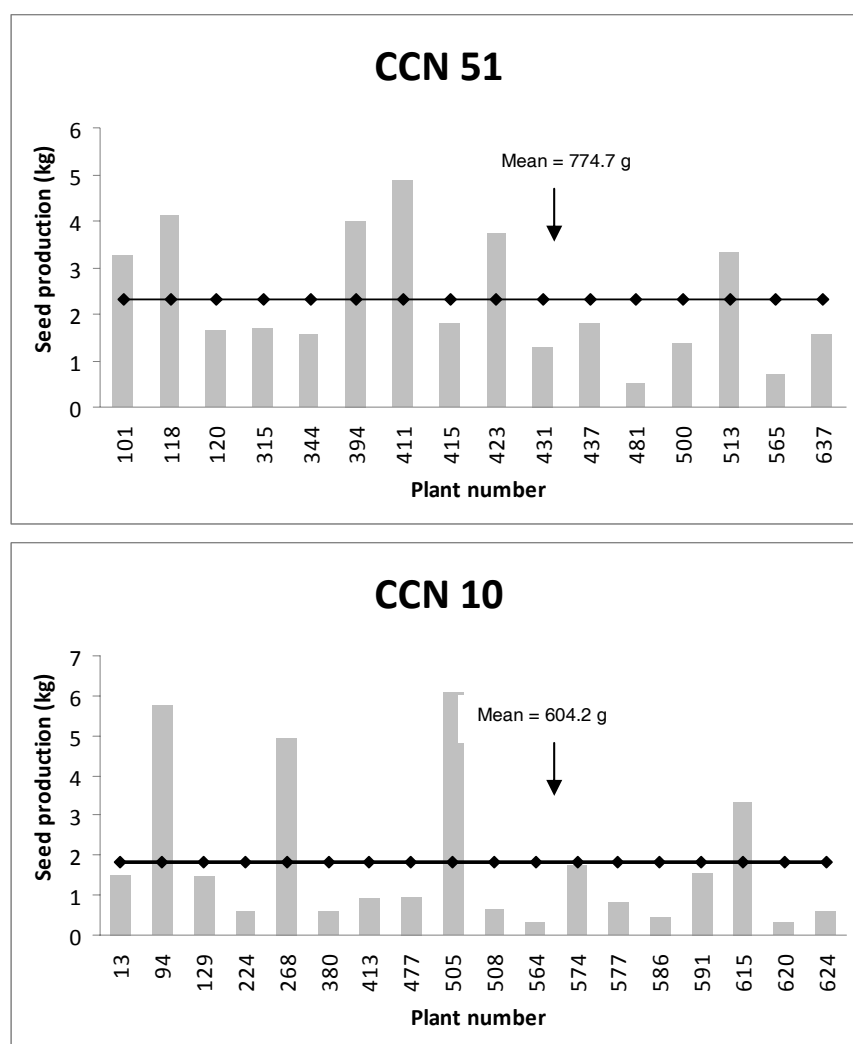 CCN 51
Mean = 774.7 g
Seed production (kg)
6
5
4
3
2
1
0
101 118 120 315 344 394 411 415 423 431 437 481 500 513 565 637
Plant number
CCN 10
Mean = 604.2 g
Seed production (kg)
7
6
5
4
3
2
1
0
13 94 129 224 268 380 413 477 505 508 564 574 577 586 591 615 620 624
Plant number